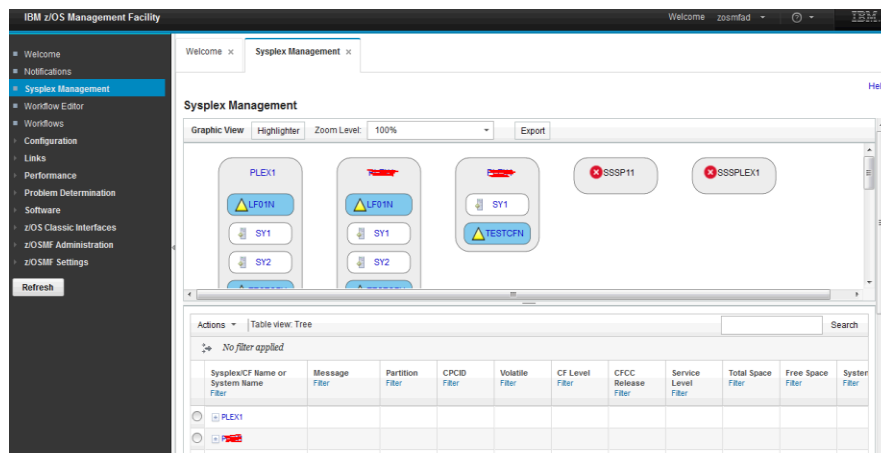 IBM z/OS Management Facility
Welcome zosmfad
IBM
Welcome
Notifications
Sysplex Management
Workflow Editor
Workflows
Configuration
Links
Performance
Problem Determination
Software
z/OS Classic Interfaces
z/OSMF Administration
z/OSMF Settings
Refresh
Welcome × Sysplex Management ×
Sysplex Management
Graphic View Highlighter Zoom Level: 100% Export
PLEX1
LF01N
SY1
SY2
LF01N
SY1
SY2
SY1
TESTCFN
SSSP11
SSSPLEX1
Actions Table view: Tree Search
No filter applied
Sysplex/CF Name or System Name Filter
Message Filter
Partition Filter
CPCID Filter
Volatile Filter
CF Level Filter
CFCC Release Filter
Service Level Filter
Total Space Filter
Free Space Filter
Filter
PLEX1